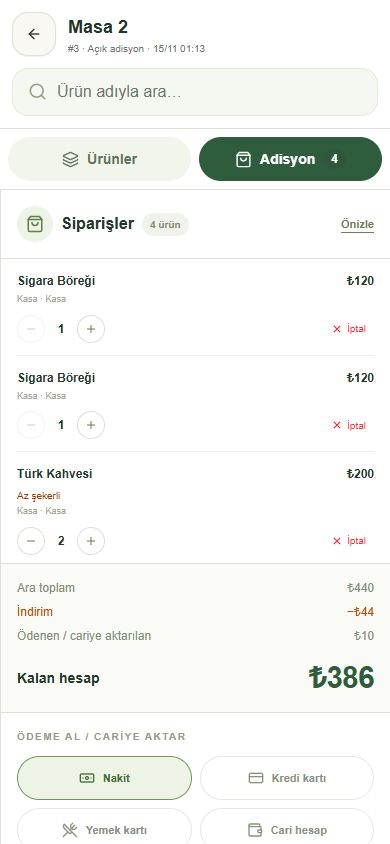 Masa 2
#3 · Açık adisyon · 15/11 01:13
Ürün adıyla ara...
Ürünler
Adisyon 4
Siparişler 4 ürün Önizle
Sigara Böreği ₺120
Kasa · Kasa
1 İptal
Sigara Böreği ₺120
Kasa · Kasa
1 İptal
Türk Kahvesi ₺200
Az şekerli
Kasa · Kasa
2 İptal
Ara toplam ₺440
İndirim −₺44
Ödenen / cariye aktarılan ₺10
Kalan hesap ₺386
ÖDEME AL / CARİYE AKTAR
Nakit Kredi kartı
Yemek kartı Cari hesap